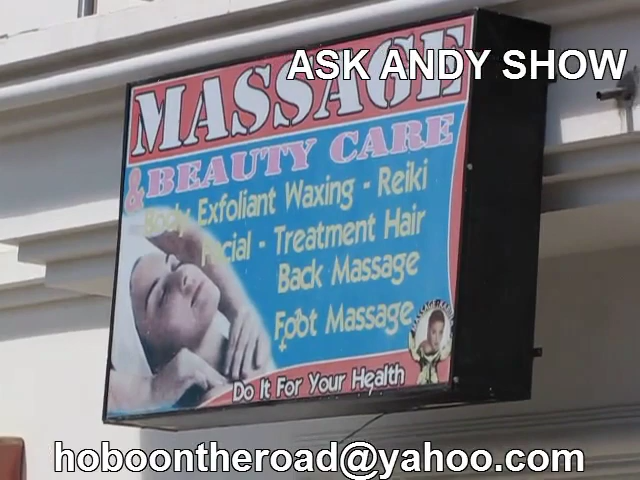 ASK ANDY SHOW
MASSAGE
& BEAUTY CARE
Body Exfoliant Waxing - Reiki
Facial - Treatment Hair
Back Massage
Foot Massage
Do It For Your Health
hoboontheroad@yahoo.com